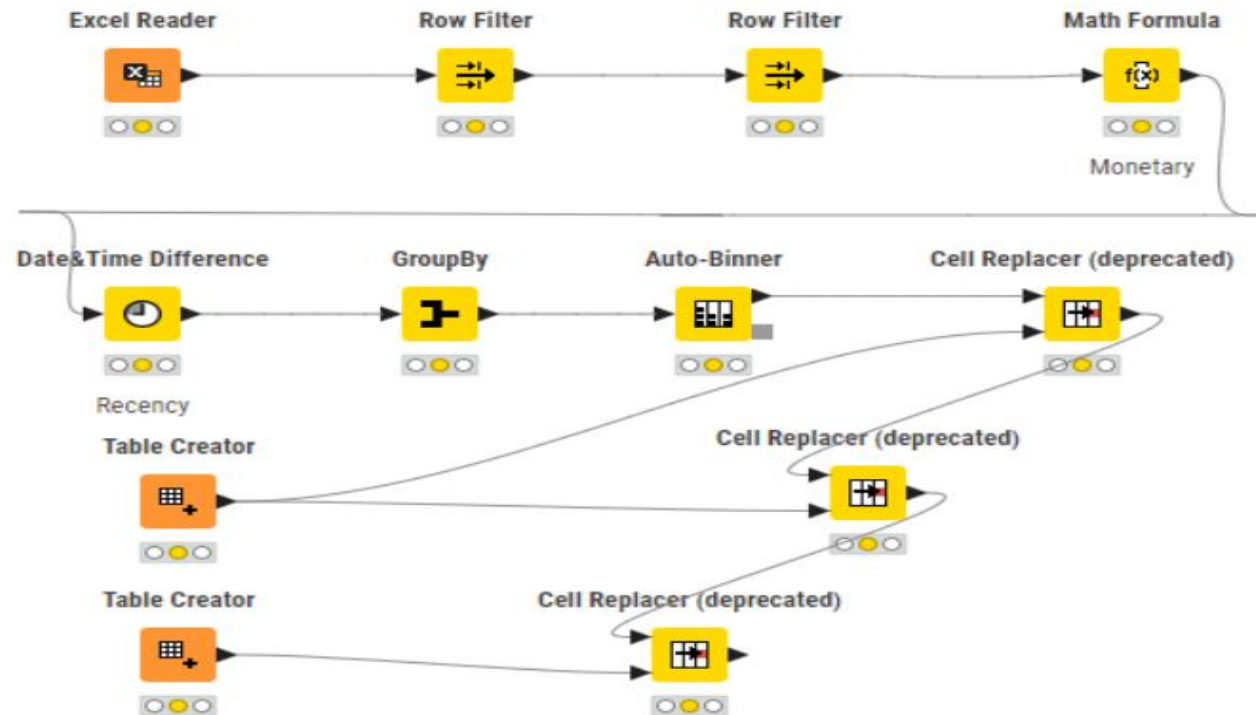 Excel Reader
Row Filter
Row Filter
Math Formula
f(x)
Monetary
Date&Time Difference
GroupBy
Auto-Binner
Cell Replacer (deprecated)
Recency
Table Creator
Cell Replacer (deprecated)
Table Creator
Cell Replacer (deprecated)